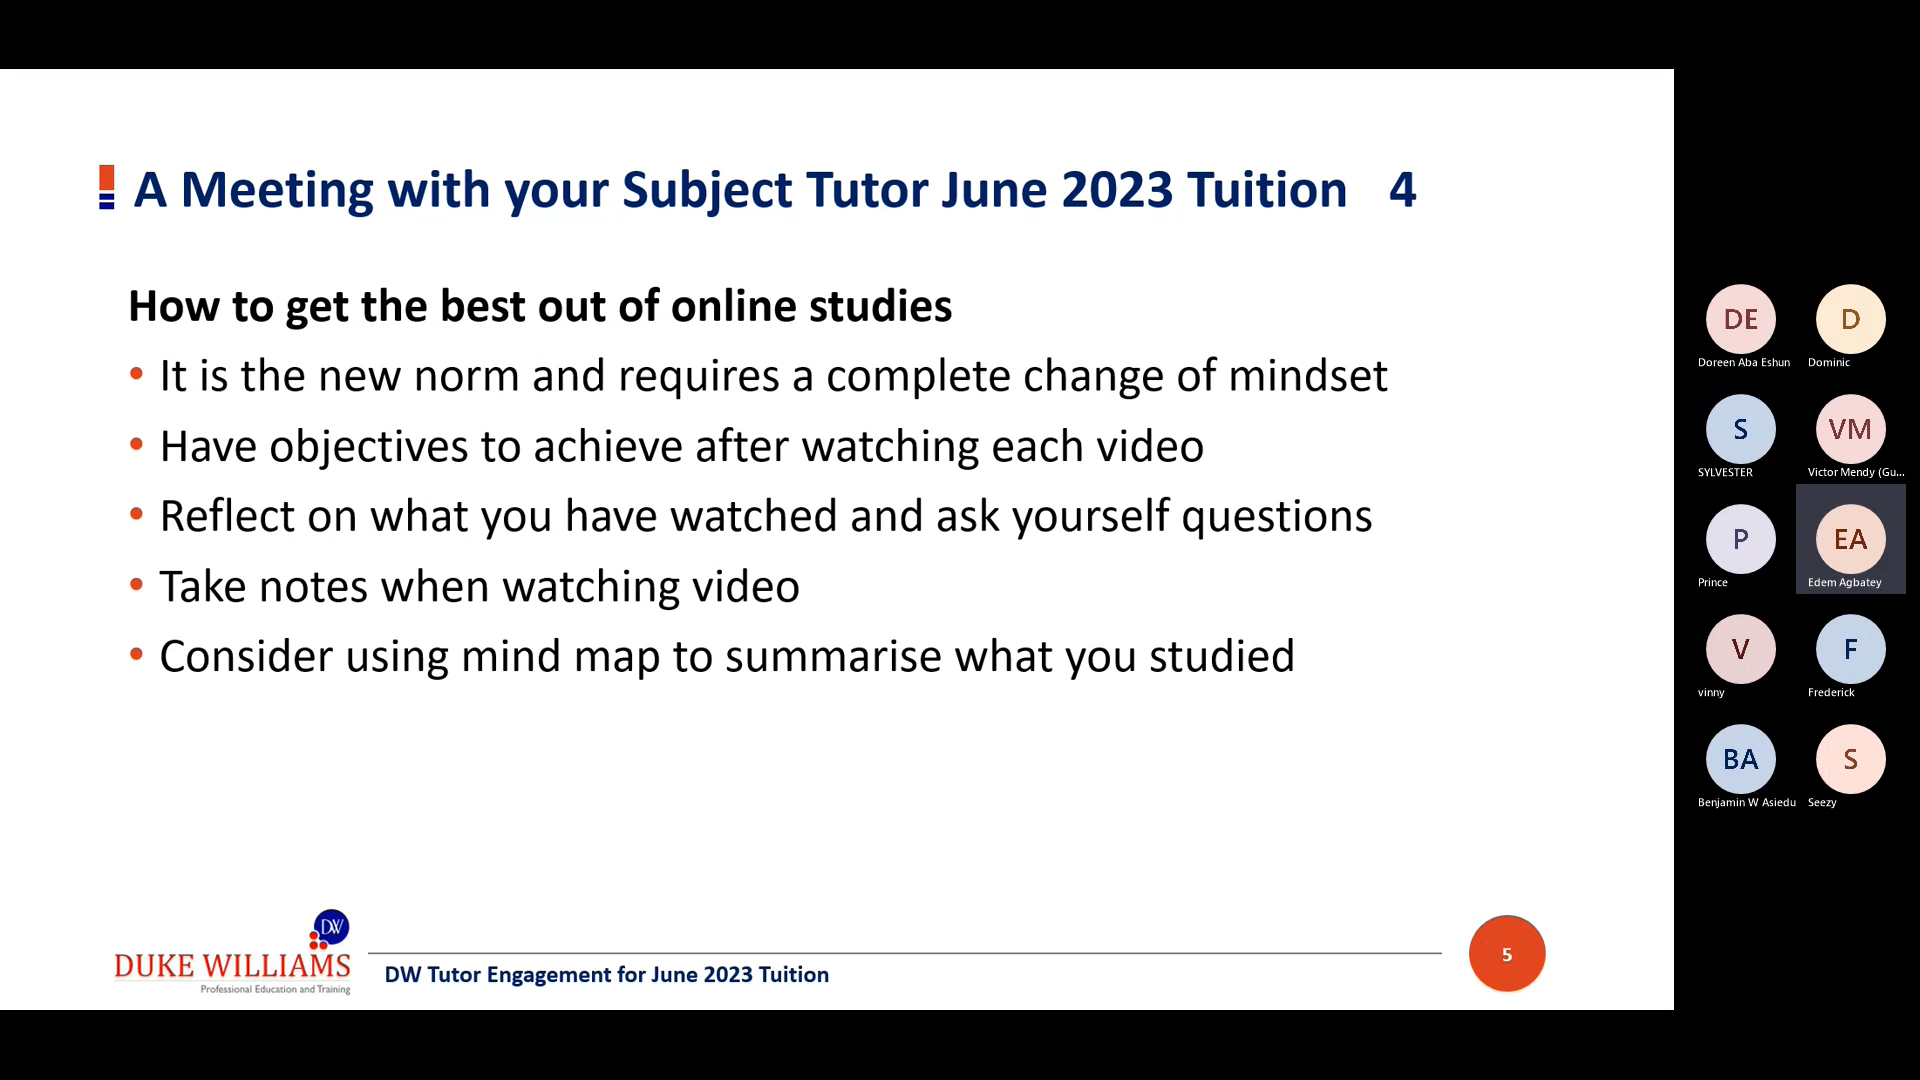 A Meeting with your Subject Tutor June 2023 Tuition 4
How to get the best out of online studies
• It is the new norm and requires a complete change of mindset
• Have objectives to achieve after watching each video
• Reflect on what you have watched and ask yourself questions
• Take notes when watching video
• Consider using mind map to summarise what you studied
DW
DUKE WILLIAMS
Professional Education and Training
DW Tutor Engagement for June 2023 Tuition
5
DE
Doreen Aba Eshun
D
Dominic
S
SYLVESTER
VM
Victor Mendy (Gu...
P
Prince
EA
Edem Agbatey
V
vinny
F
Frederick
BA
Benjamin W Asiedu
S
Seezy